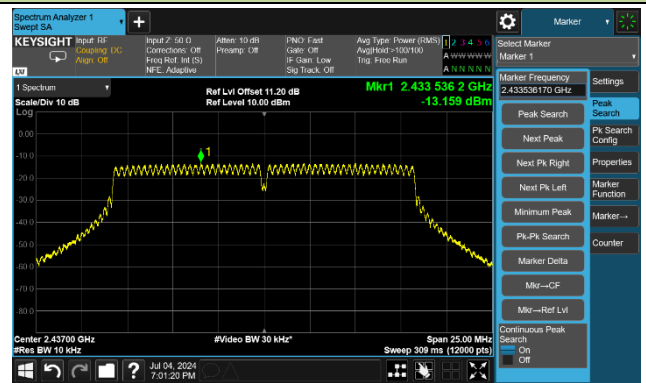 Spectrum Analyzer 1
Swept SA
+
Marker
KEYSIGHT
Input: RF
Coupling: DC
Align: Off
LXI
Input Z: 50 Ω
Corrections: Off
Freq Ref: Int (S)
NFE: Adaptive
Atten: 10 dB
Preamp: Off
PNO: Fast
Gate: Off
IF Gain: Low
Sig Track: Off
Avg Type: Power (RMS)
Avg|Hold:>100/100
Trig: Free Run
1 2 3 4 5 6
A W W W W W
A N N N N N
Select Marker
Marker 1
1 Spectrum
Scale/Div 10 dB
Log
Ref Lvl Offset 11.20 dB
Ref Level 10.00 dBm
Mkr1 2.433 536 2 GHz
-13.159 dBm
0.00
-10.0
-20.0
-30.0
-40.0
-50.0
-60.0
-70.0
-80.0
1
Center 2.43700 GHz
#Res BW 10 kHz
#Video BW 30 kHz*
Span 25.00 MHz
Sweep 309 ms (12000 pts)
Marker Frequency
2.433536170 GHz
Peak Search
Next Peak
Next Pk Right
Next Pk Left
Minimum Peak
Pk-Pk Search
Marker Delta
Mkr→CF
Mkr→Ref Lvl
Continuous Peak
Search
On
Off
Settings
Peak
Search
Pk Search
Config
Properties
Marker
Function
Marker→
Counter
?
Jul 04, 2024
7:01:20 PM